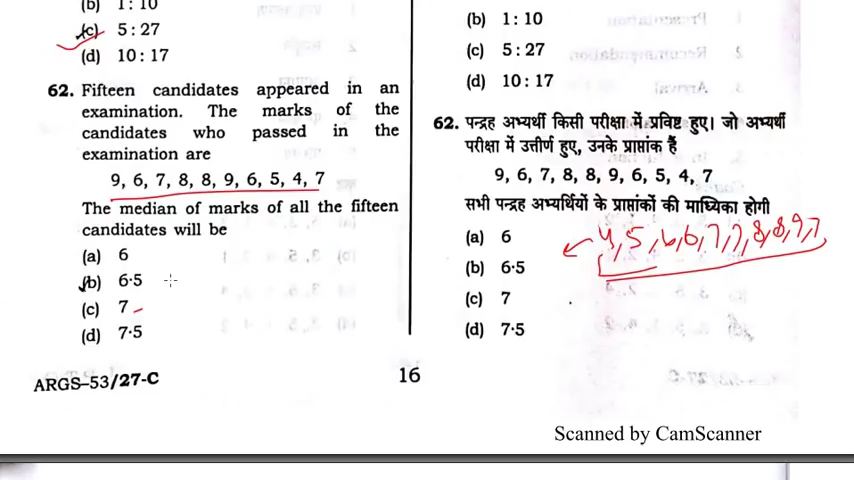 (b) 1 : 10
(c) 5 : 27
(d) 10 : 17
62. Fifteen candidates appeared in an
examination. The marks of the
candidates who passed in the
examination are
9, 6, 7, 8, 8, 9, 6, 5, 4, 7
The median of marks of all the fifteen
candidates will be
(a) 6
(b) 6·5
(c) 7
(d) 7·5
ARGS–53/27-C
16
(b) 1 : 10
(c) 5 : 27
(d) 10 : 17
62. पन्द्रह अभ्यर्थी किसी परीक्षा में प्रविष्ट हुए। जो अभ्यर्थी
परीक्षा में उत्तीर्ण हुए, उनके प्राप्तांक हैं
9, 6, 7, 8, 8, 9, 6, 5, 4, 7
सभी पन्द्रह अभ्यर्थियों के प्राप्तांकों की माध्यिका होगी
4, 5, 6, 6, 7, 7, 8, 8, 9, 7
(a) 6
(b) 6·5
(c) 7
(d) 7·5
Scanned by CamScanner